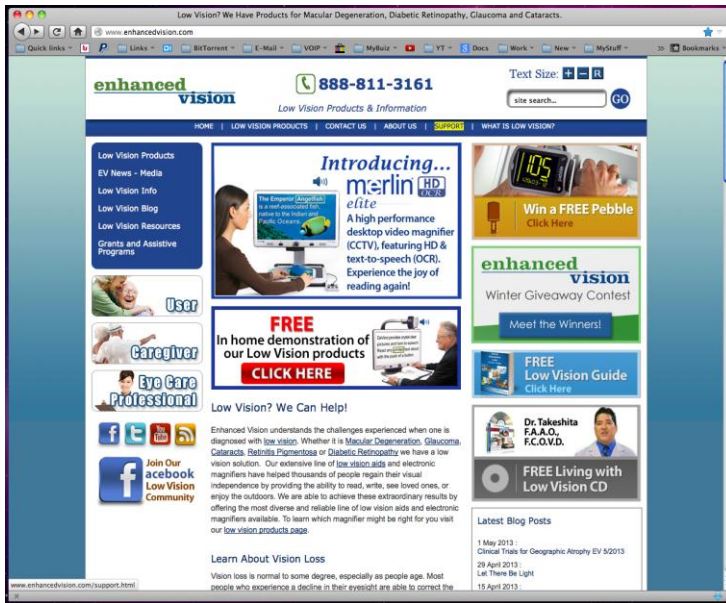 Low Vision? We Have Products for Macular Degeneration, Diabetic Retinopathy, Glaucoma and Cataracts.
www.enhancedvision.com
Quick links
Links
BitTorrent
E-Mail
VOIP
MyBuiz
YT
Docs
Work
New
MyStuff
Bookmarks
enhanced
vision
888-811-3161
Low Vision Products & Information
Text Size: + - R
site search...
GO
HOME | LOW VISION PRODUCTS | CONTACT US | ABOUT US | SUPPORT | WHAT IS LOW VISION?
Low Vision Products
EV News - Media
Low Vision Info
Low Vision Blog
Low Vision Resources
Grants and Assistive
Programs
User
Caregiver
Eye Care
Professional
Join Our
facebook
Low Vision
Community
Introducing...
merlin HD
OCR
elite
The Emperor Angelfish
is a reef-associated fish,
native to the Indian and
Pacific Oceans
A high performance
desktop video magnifier
(CCTV), featuring HD &
text-to-speech (OCR).
Experience the joy of
reading again!
FREE
In home demonstration of
our Low Vision products
CLICK HERE
Low Vision? We Can Help!
Enhanced Vision understands the challenges experienced when one is
diagnosed with low vision. Whether it is Macular Degeneration, Glaucoma,
Cataracts, Retinitis Pigmentosa or Diabetic Retinopathy we have a low
vision solution. Our extensive line of low vision aids and electronic
magnifiers have helped thousands of people regain their visual
independence by providing the ability to read, write, see loved ones, or
enjoy the outdoors. We are able to achieve these extraordinary results by
offering the most diverse and reliable line of low vision aids and electronic
magnifiers available. To learn which magnifier might be right for you visit
our low vision products page.
Learn About Vision Loss
Vision loss is normal to some degree, especially as people age. Most
people who experience a decline in their eyesight are able to correct the
105
Win a FREE Pebble
Click Here
enhanced
vision
Winter Giveaway Contest
Meet the Winners!
FREE
Low Vision Guide
Click Here
Dr. Takeshita
F.A.A.O.,
F.C.O.V.D.
FREE Living with
Low Vision CD
Latest Blog Posts
1 May 2013 :
Clinical Trials for Geographic Atrophy EV 5/2013
29 April 2013 :
Let There Be Light
15 April 2013 :
www.enhancedvision.com/support.html